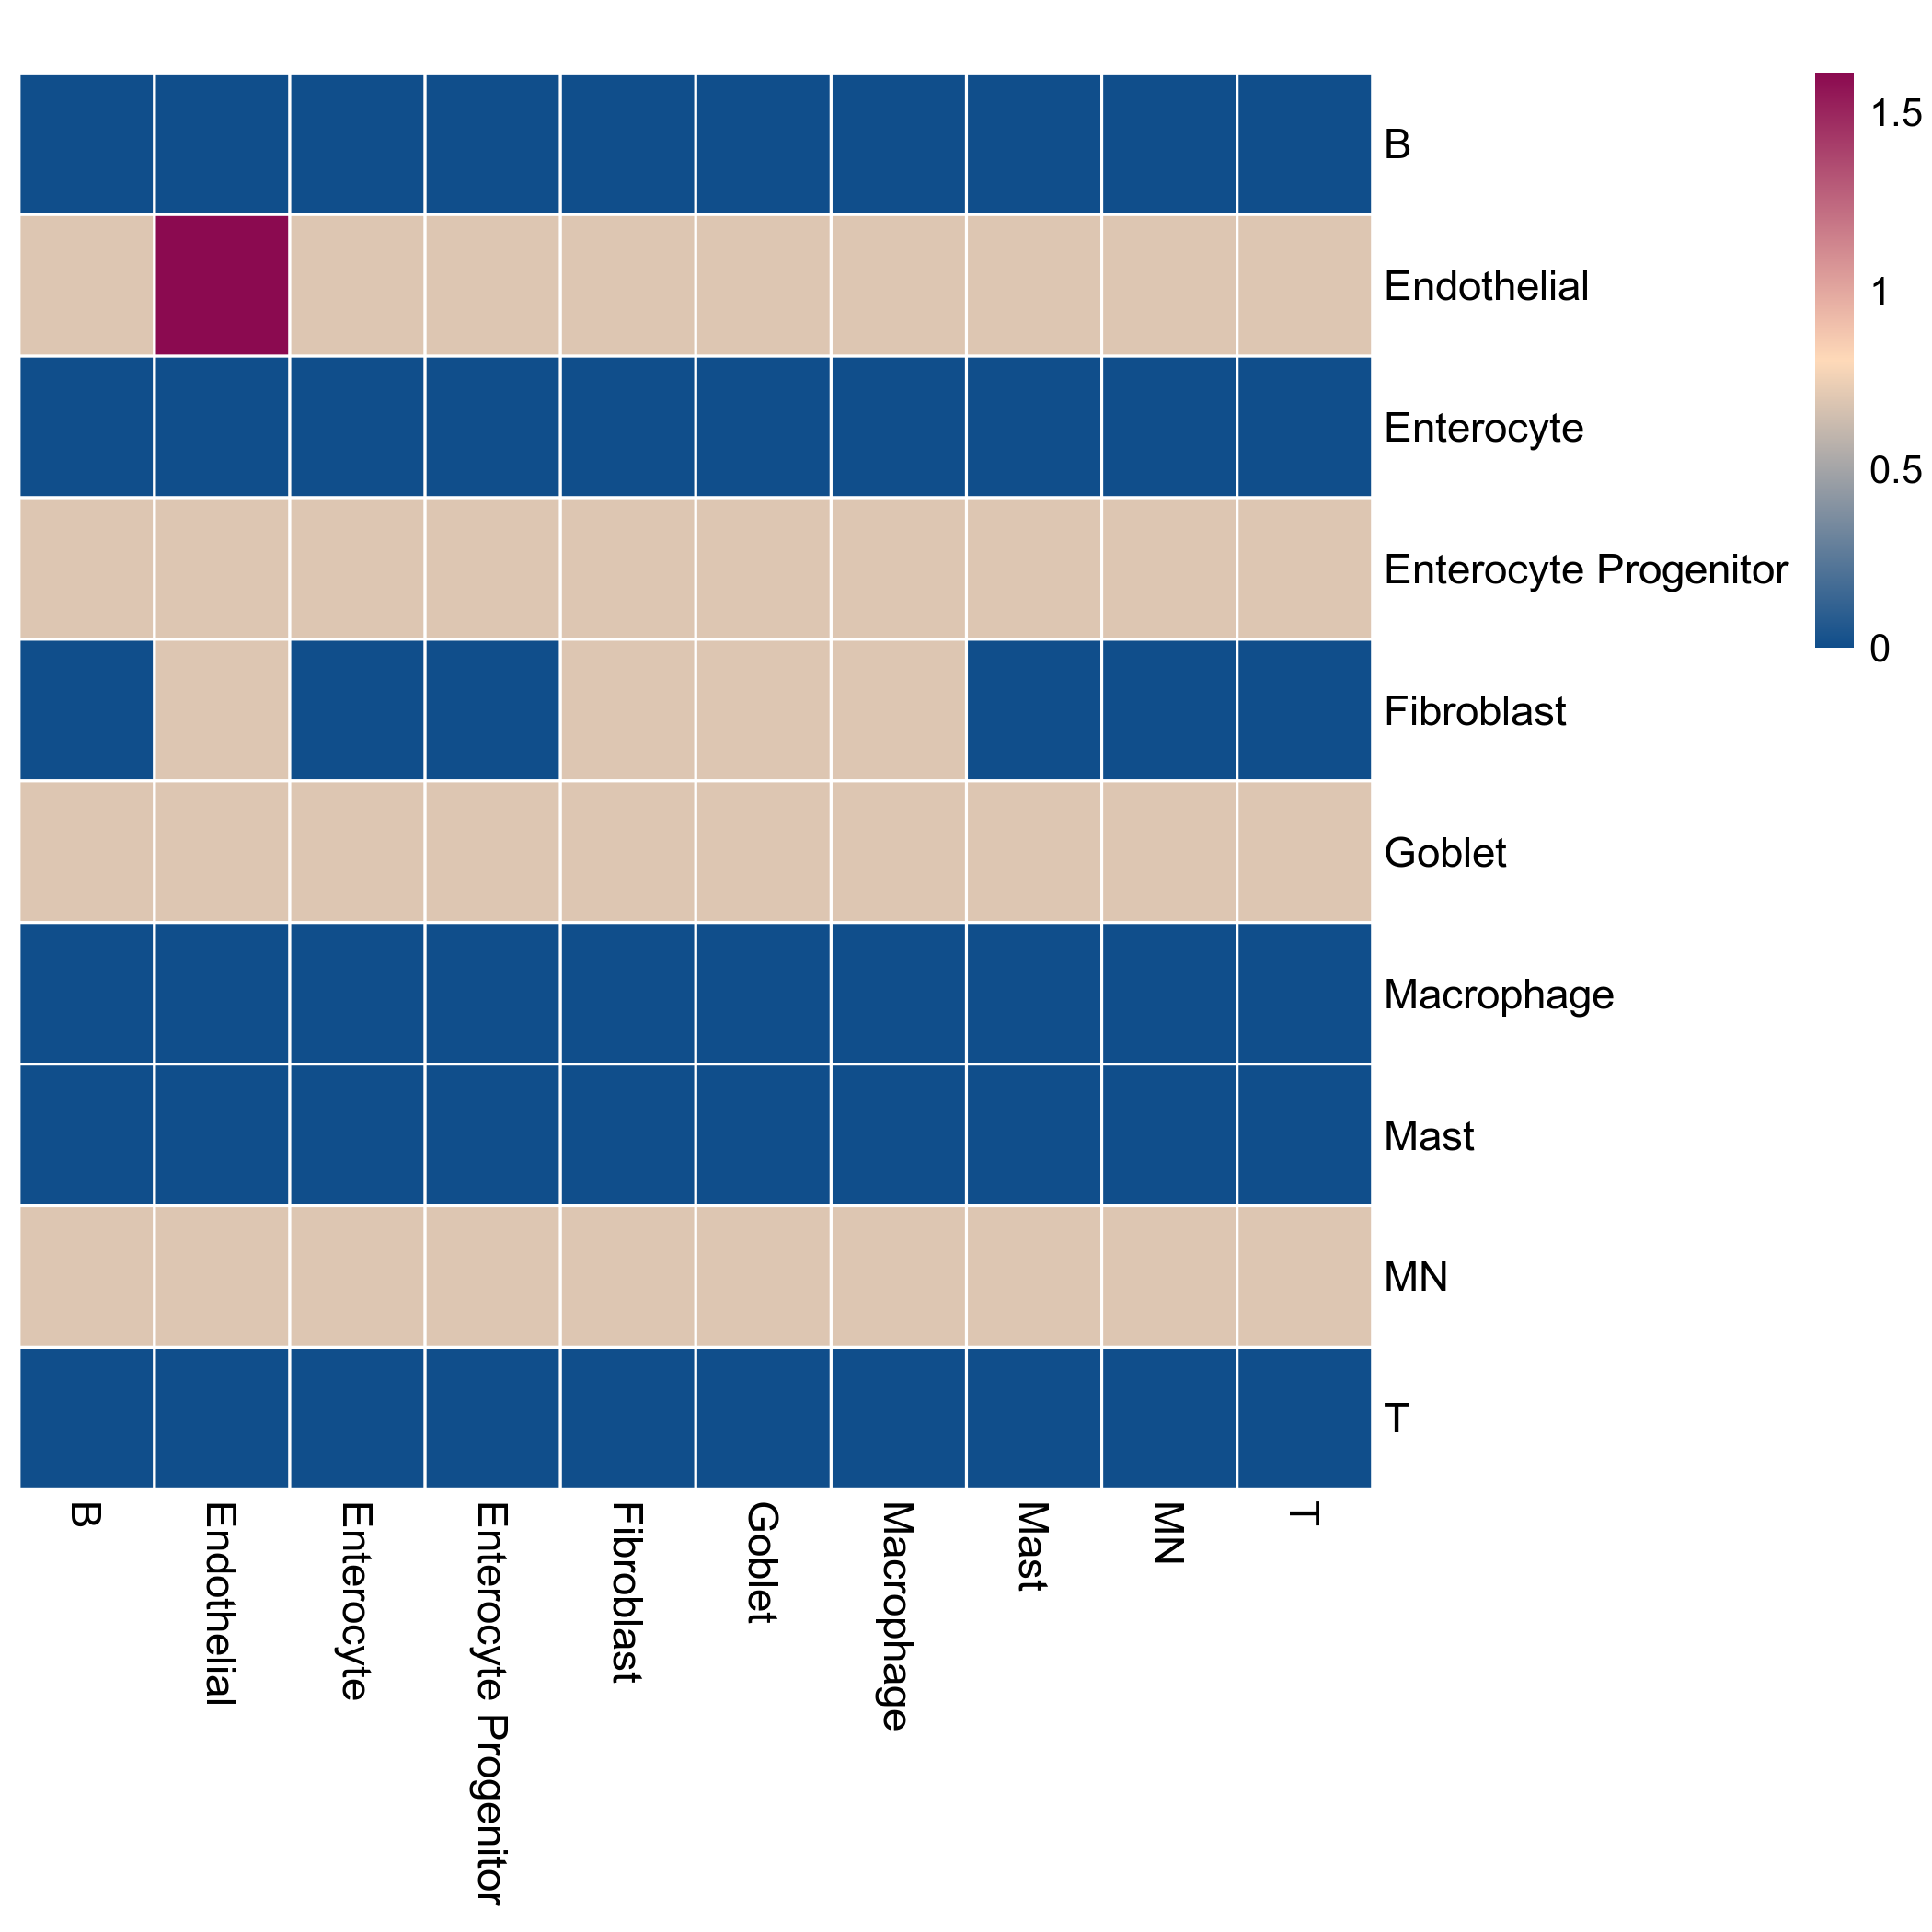 1.5
1
0.5
0
B
Endothelial
Enterocyte
Enterocyte Progenitor
Fibroblast
Goblet
Macrophage
Mast
MN
T
B
Endothelial
Enterocyte
Enterocyte Progenitor
Fibroblast
Goblet
Macrophage
Mast
MN
T